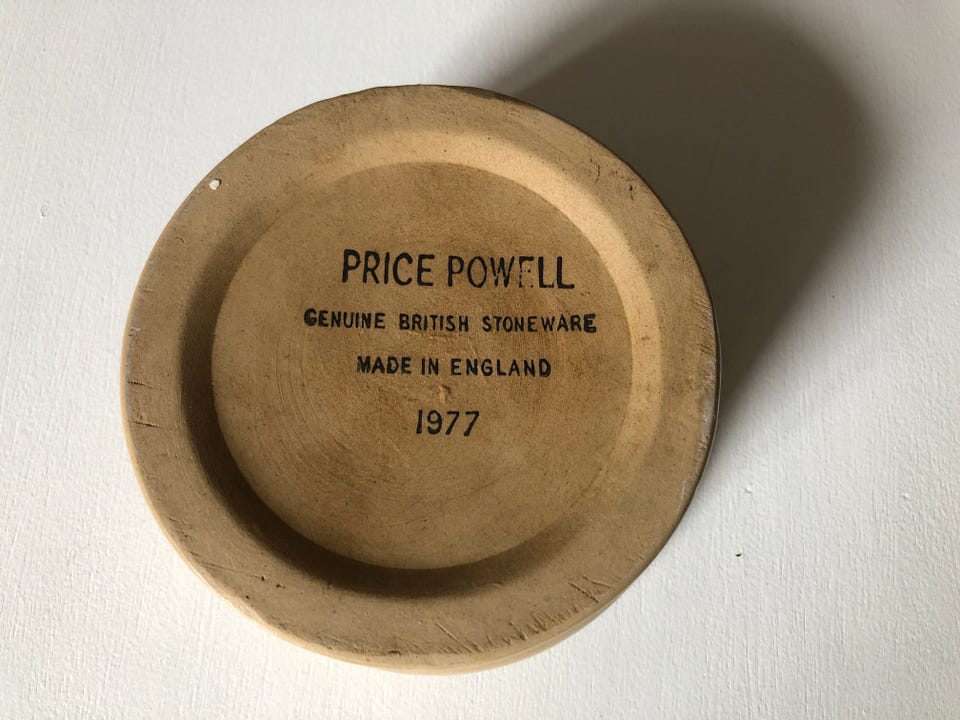 PRICE POWELL
GENUINE BRITISH STONEWARE
MADE IN ENGLAND
1977